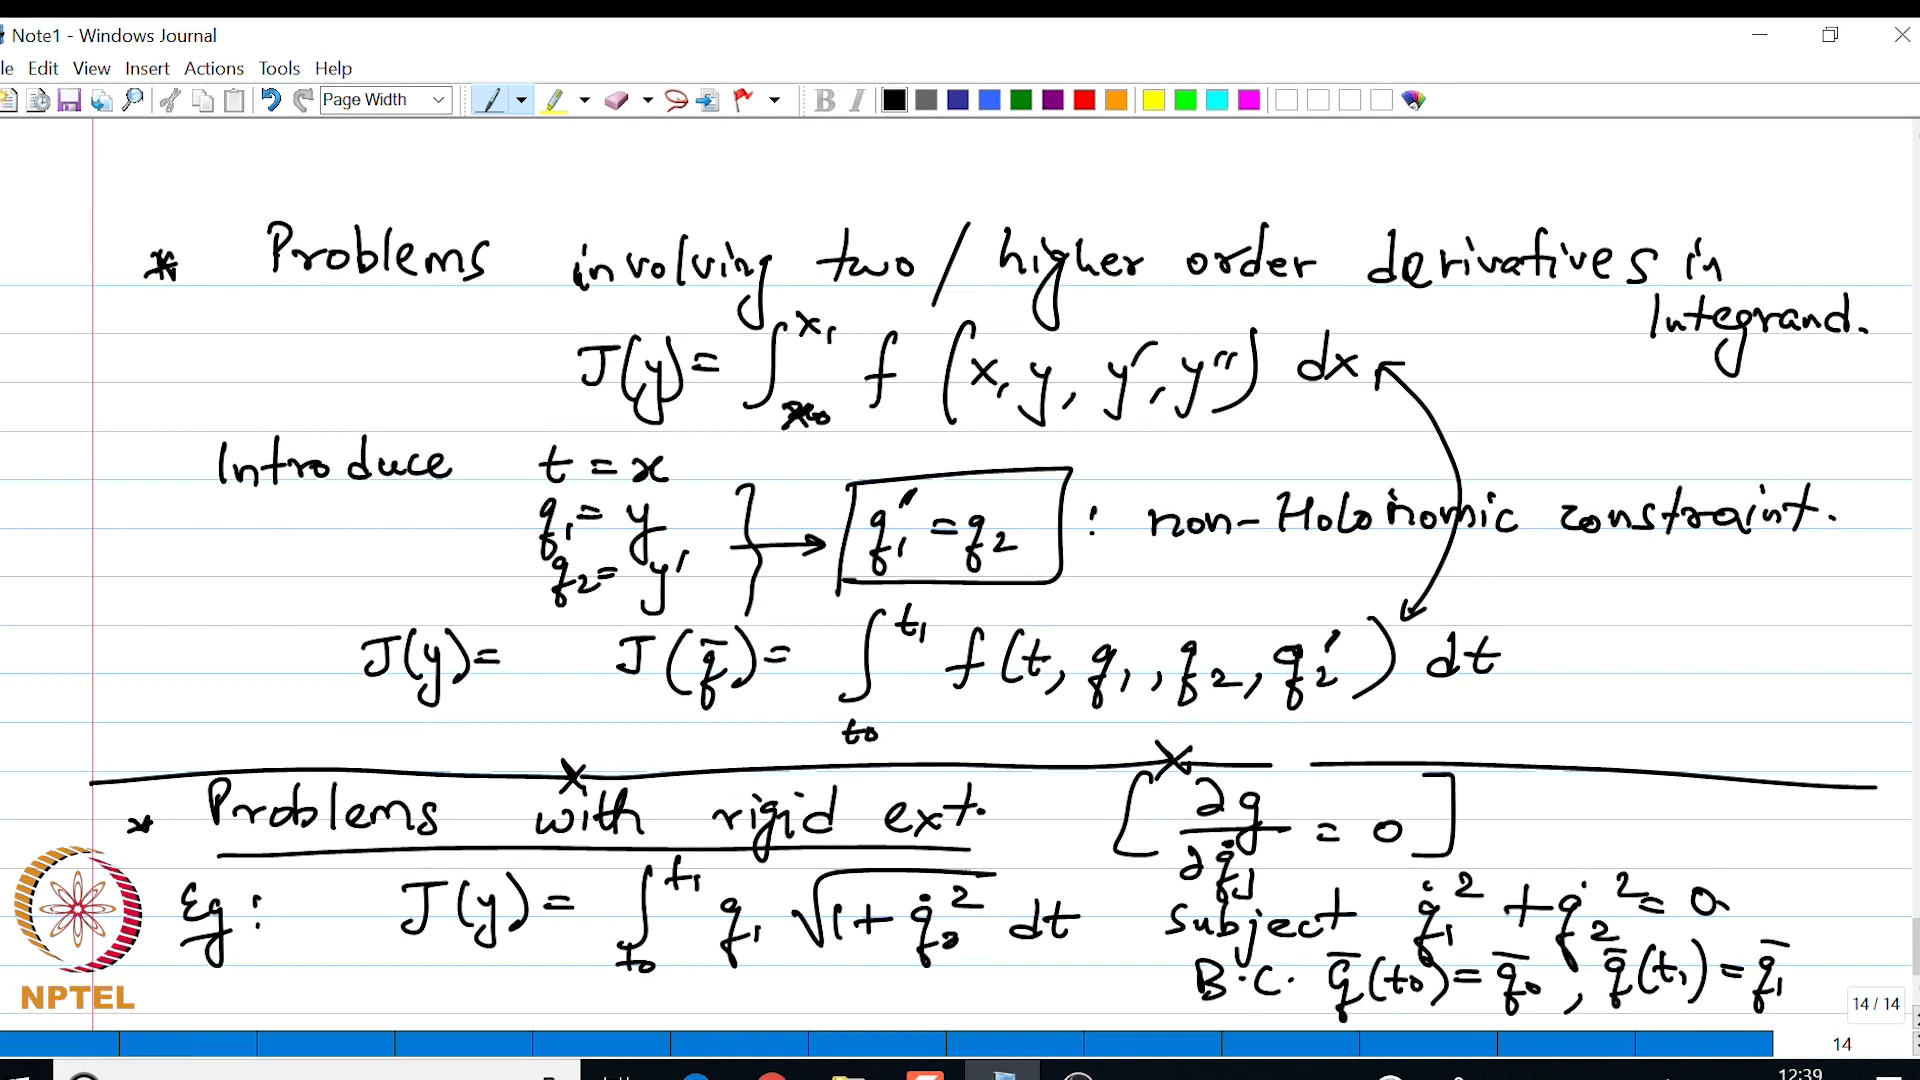 Note1 - Windows Journal
le Edit View Insert Actions Tools Help
Page Width
B I
* Problems involving two / higher order derivatives in
Integrand.
J(y) = ∫_{x₀}^{x₁} f (x, y, y′, y″) dx
Introduce t = x
q₁ = y
q₂ = y′
} → q₁′ = q₂ : non-Holonomic constraint.
J(y) = J(q̄) = ∫_{t₀}^{t₁} f(t, q₁, q₂, q₂′) dt
* Problems with rigid ext. [∂g/∂q̇ⱼ = 0]
Eg: J(y) = ∫_{t₀}^{t₁} q₁ √(1 + q̇₂²) dt Subject q̇₁² + q̇₂² = 0
B.C. q̄(t₀) = q̄₀, q̄(t₁) = q̄₁
NPTEL
14 / 14
14
12:39